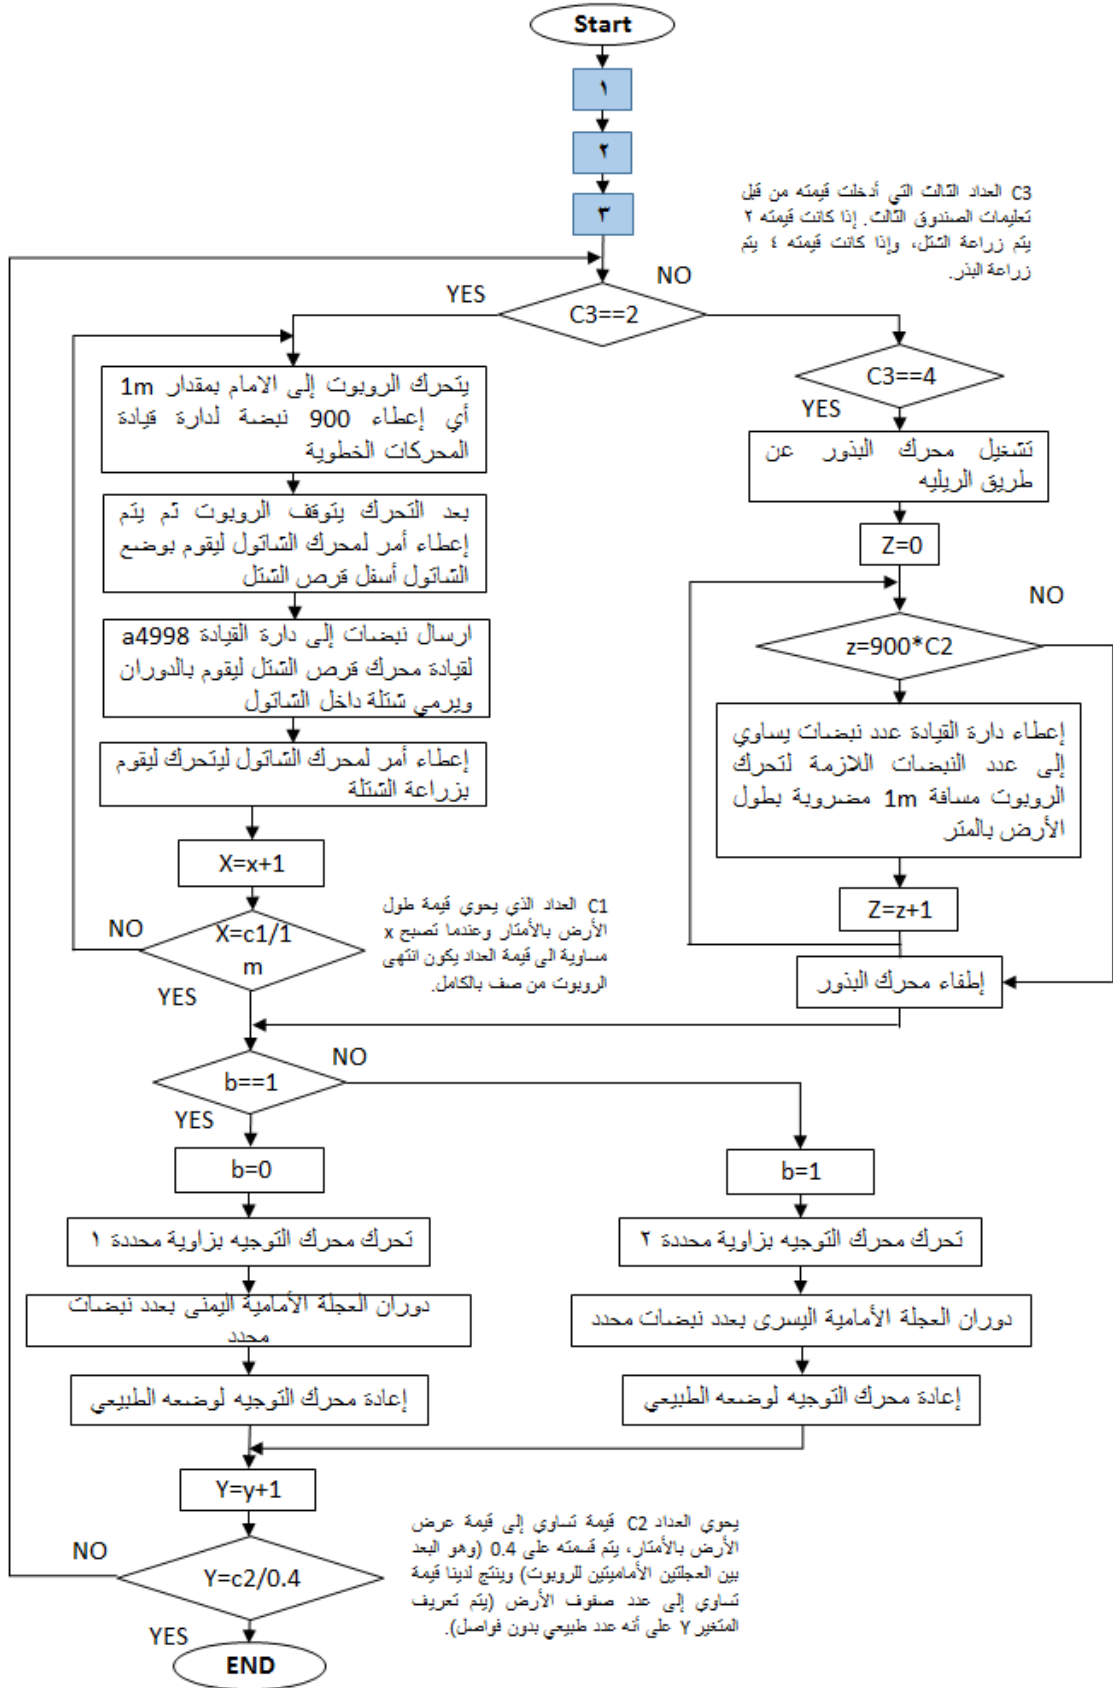 Start
١
٢
٣
C3 العداد الثالث التي أدخلت قيمته من قبل
تعليمات الصندوق الثالث. إذا كانت قيمته ٢
يتم زراعة الشتل، وإذا كانت قيمته ٤ يتم
زراعة البذر.
YES
NO
C3==2
C3==4
YES
يتحرك الروبوت إلى الامام بمقدار 1m
أي إعطاء 900 نبضة لدارة قيادة
المحركات الخطوية
تشغيل محرك البذور عن
طريق الريليه
بعد التحرك يتوقف الروبوت ثم يتم
إعطاء أمر لمحرك الشاتول ليقوم بوضع
الشاتول أسفل قرص الشتل
Z=0
NO
ارسال نبضات إلى دارة القيادة a4998
لقيادة محرك قرص الشتل ليقوم بالدوران
ويرمي شتلة داخل الشاتول
z=900*C2
إعطاء دارة القيادة عدد نبضات يساوي
إلى عدد النبضات اللازمة لتحرك
الروبوت مسافة 1m مضروبة بطول
الأرض بالمتر
إعطاء أمر لمحرك الشاتول ليتحرك ليقوم
بزراعة الشتلة
X=x+1
Z=z+1
C1 العداد الذي يحوي قيمة طول
الأرض بالأمتار وعندما تصبح x
مساوية الى قيمة العداد يكون انتهى
الروبوت من صف بالكامل.
NO
X=c1/1
m
YES
إطفاء محرك البذور
NO
b==1
YES
b=0
b=1
تحرك محرك التوجيه بزاوية محددة ١
تحرك محرك التوجيه بزاوية محددة ٢
دوران العجلة الأمامية اليمنى بعدد نبضات
محدد
دوران العجلة الأمامية اليسرى بعدد نبضات محدد
إعادة محرك التوجيه لوضعه الطبيعي
إعادة محرك التوجيه لوضعه الطبيعي
Y=y+1
يحوي العداد C2 قيمة تساوي إلى قيمة عرض
الأرض بالأمتار، يتم قسمته على 0.4 (وهو البعد
بين العجلتين الأماميتين للروبوت) وينتج لدينا قيمة
تساوي إلى عدد صفوف الأرض (يتم تعريف
المتغير Y على أنه عدد طبيعي بدون فواصل).
NO
Y=c2/0.4
YES
END